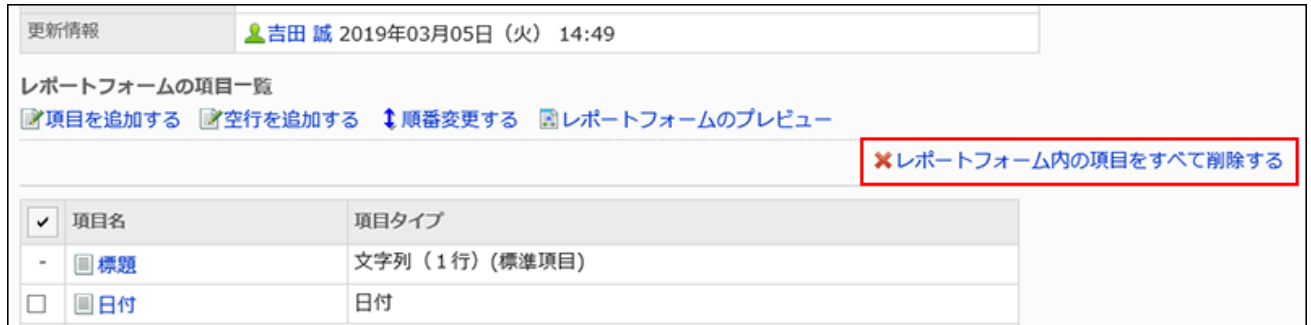 更新情報 吉田 誠 2019年03月05日（火） 14:49
レポートフォームの項目一覧
項目を追加する 空行を追加する 順番変更する レポートフォームのプレビュー
レポートフォーム内の項目をすべて削除する
項目名 項目タイプ
- 標題 文字列（１行）(標準項目)
日付 日付